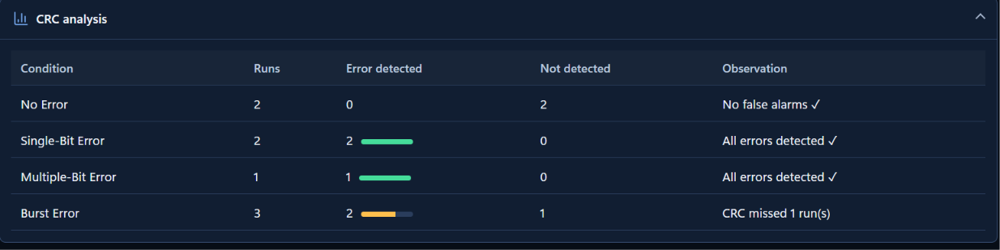 CRC analysis
Condition Runs Error detected Not detected Observation
No Error 2 0 2 No false alarms ✓
Single-Bit Error 2 2 0 All errors detected ✓
Multiple-Bit Error 1 1 0 All errors detected ✓
Burst Error 3 2 1 CRC missed 1 run(s)